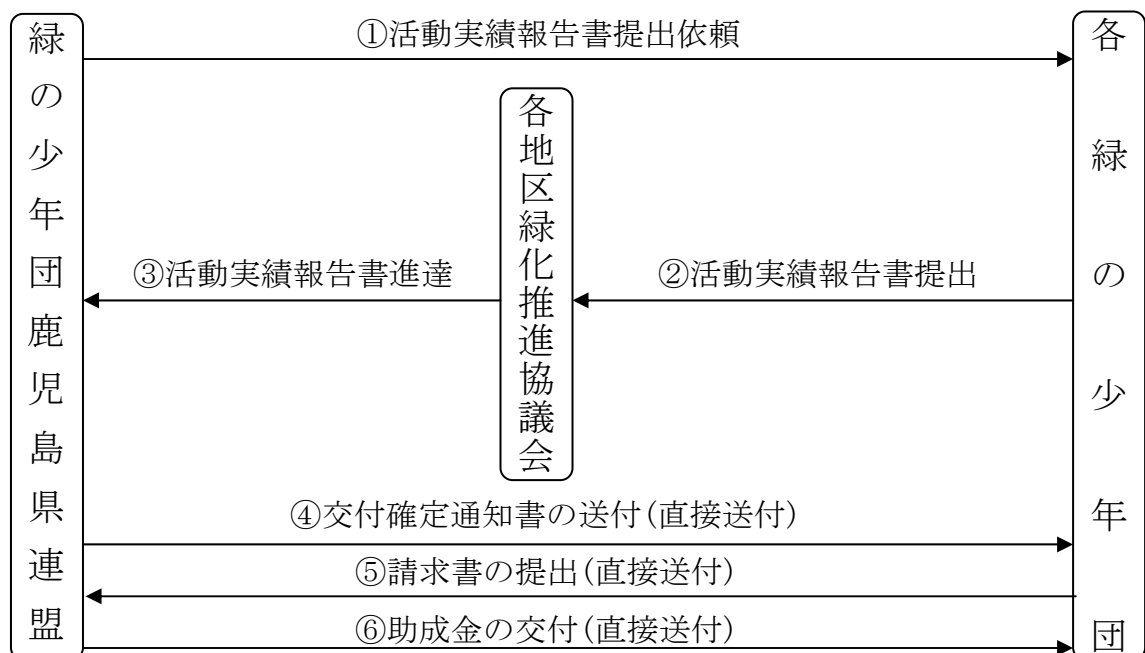 緑の少年団鹿児島県連盟
①活動実績報告書提出依頼
各緑の少年団
各地区緑化推進協議会
③活動実績報告書進達
②活動実績報告書提出
④交付確定通知書の送付(直接送付)
⑤請求書の提出(直接送付)
⑥助成金の交付(直接送付)